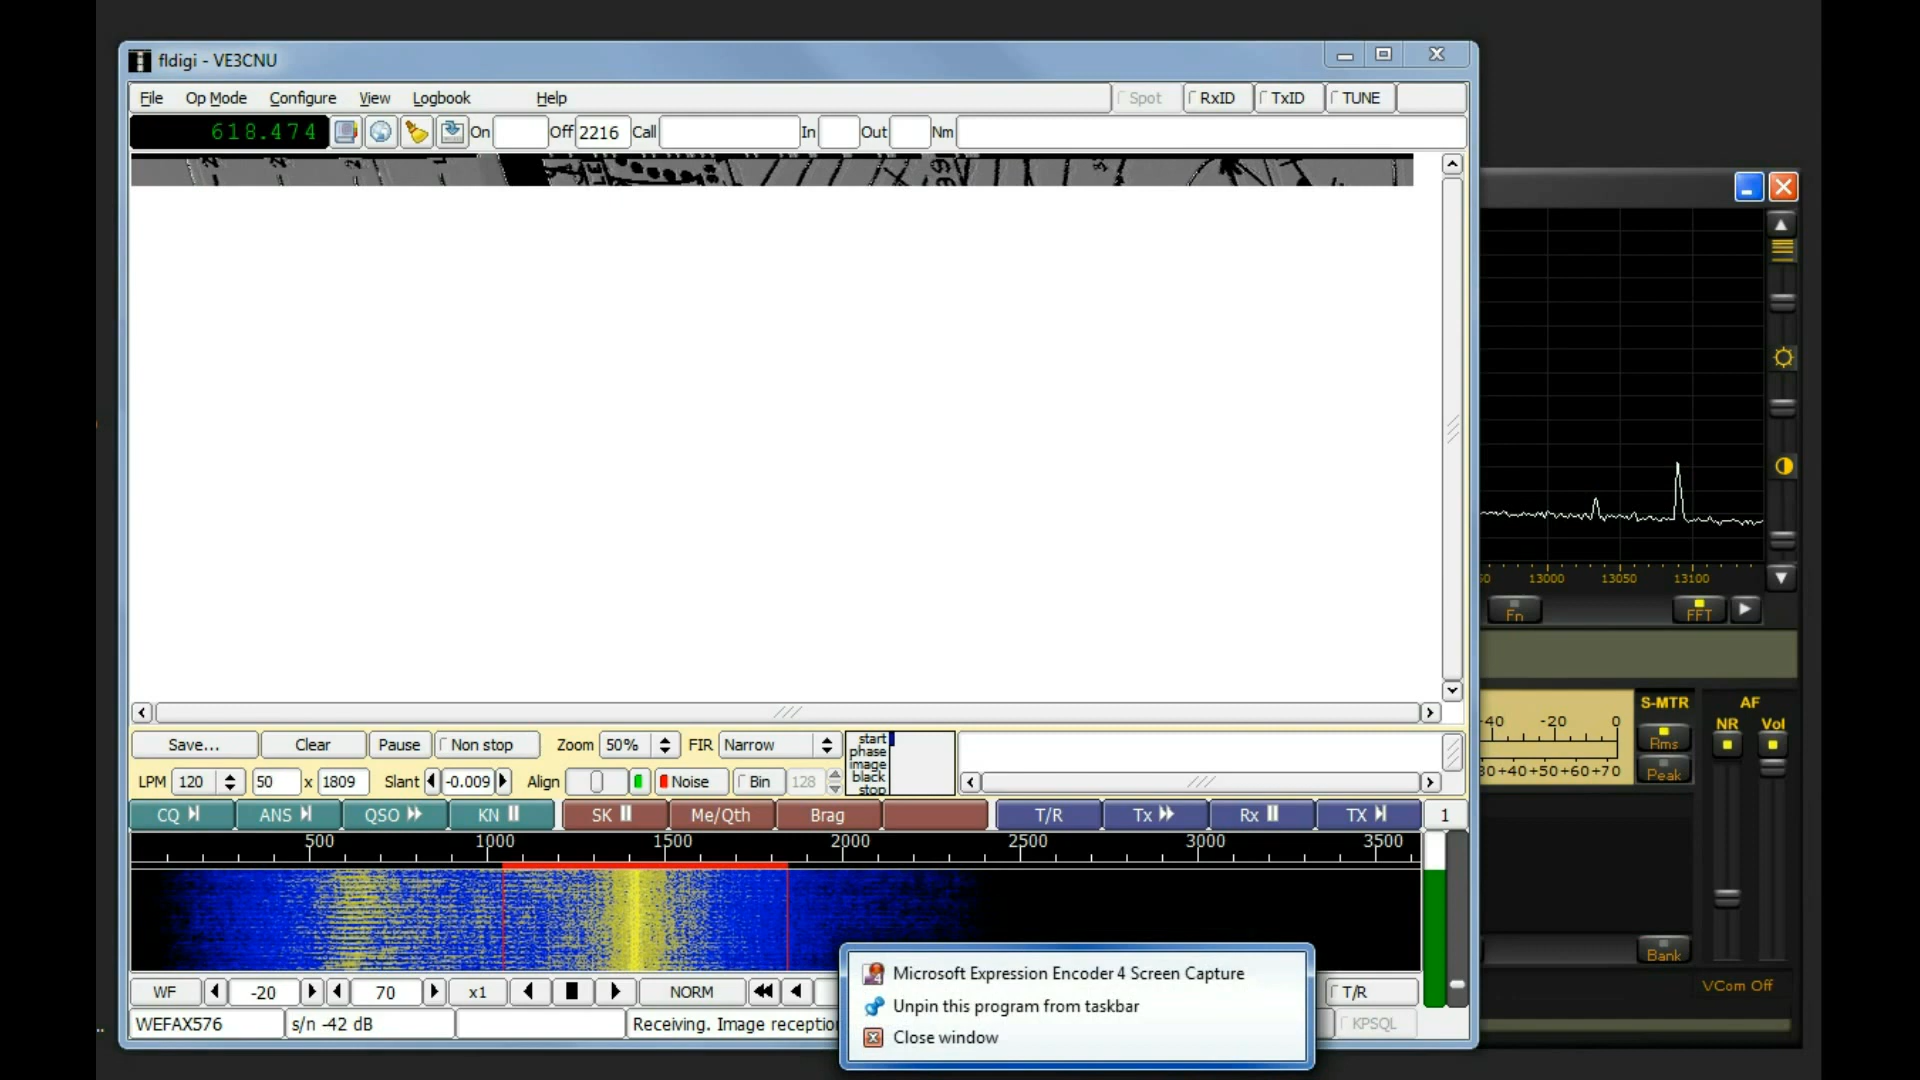 fldigi - VE3CNU
File Op Mode Configure View Logbook Help Spot RxID TxID TUNE
618.474 On Off 2216 Call In Out Nm
13000 13050 13100
Fn FFT
S-MTR AF
-20 0 NR Vol
Rms
+40+50+60+70 Peak
Save... Clear Pause Non stop Zoom 50% FIR Narrow
start
phase
image
black
stop
LPM 120 50 x 1809 Slant -0.009 Align Noise Bin 128
CQ ANS QSO KN SK Me/Qth Brag T/R Tx Rx TX 1
500 1000 1500 2000 2500 3000 3500
Bank
VCom Off
WF -20 70 x1 NORM T/R
WEFAX576 s/n -42 dB Receiving. Image KPSQL
Microsoft Expression Encoder 4 Screen Capture
Unpin this program from taskbar
Close window